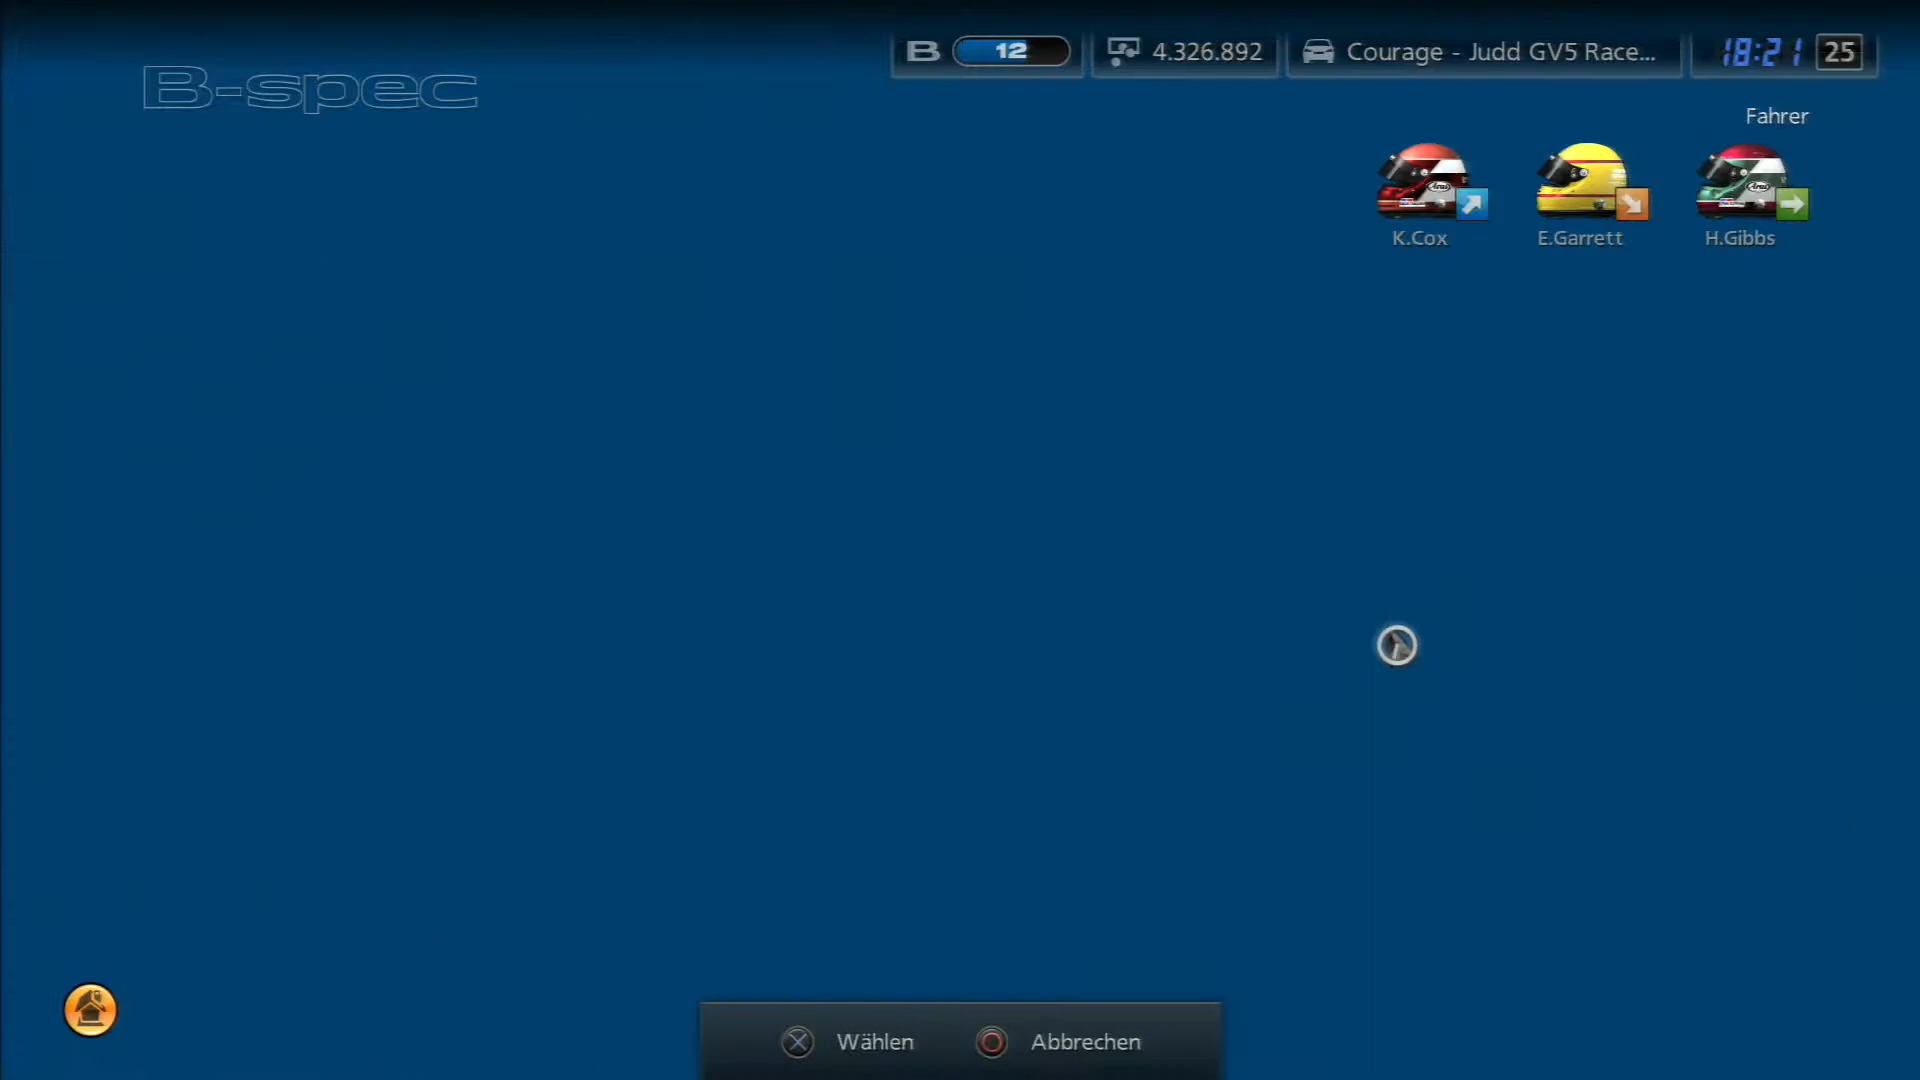 B-spec
B 12
4.326.892
Courage - Judd GV5 Race...
18:21 25
Fahrer
K.Cox
E.Garrett
H.Gibbs
Wählen
Abbrechen